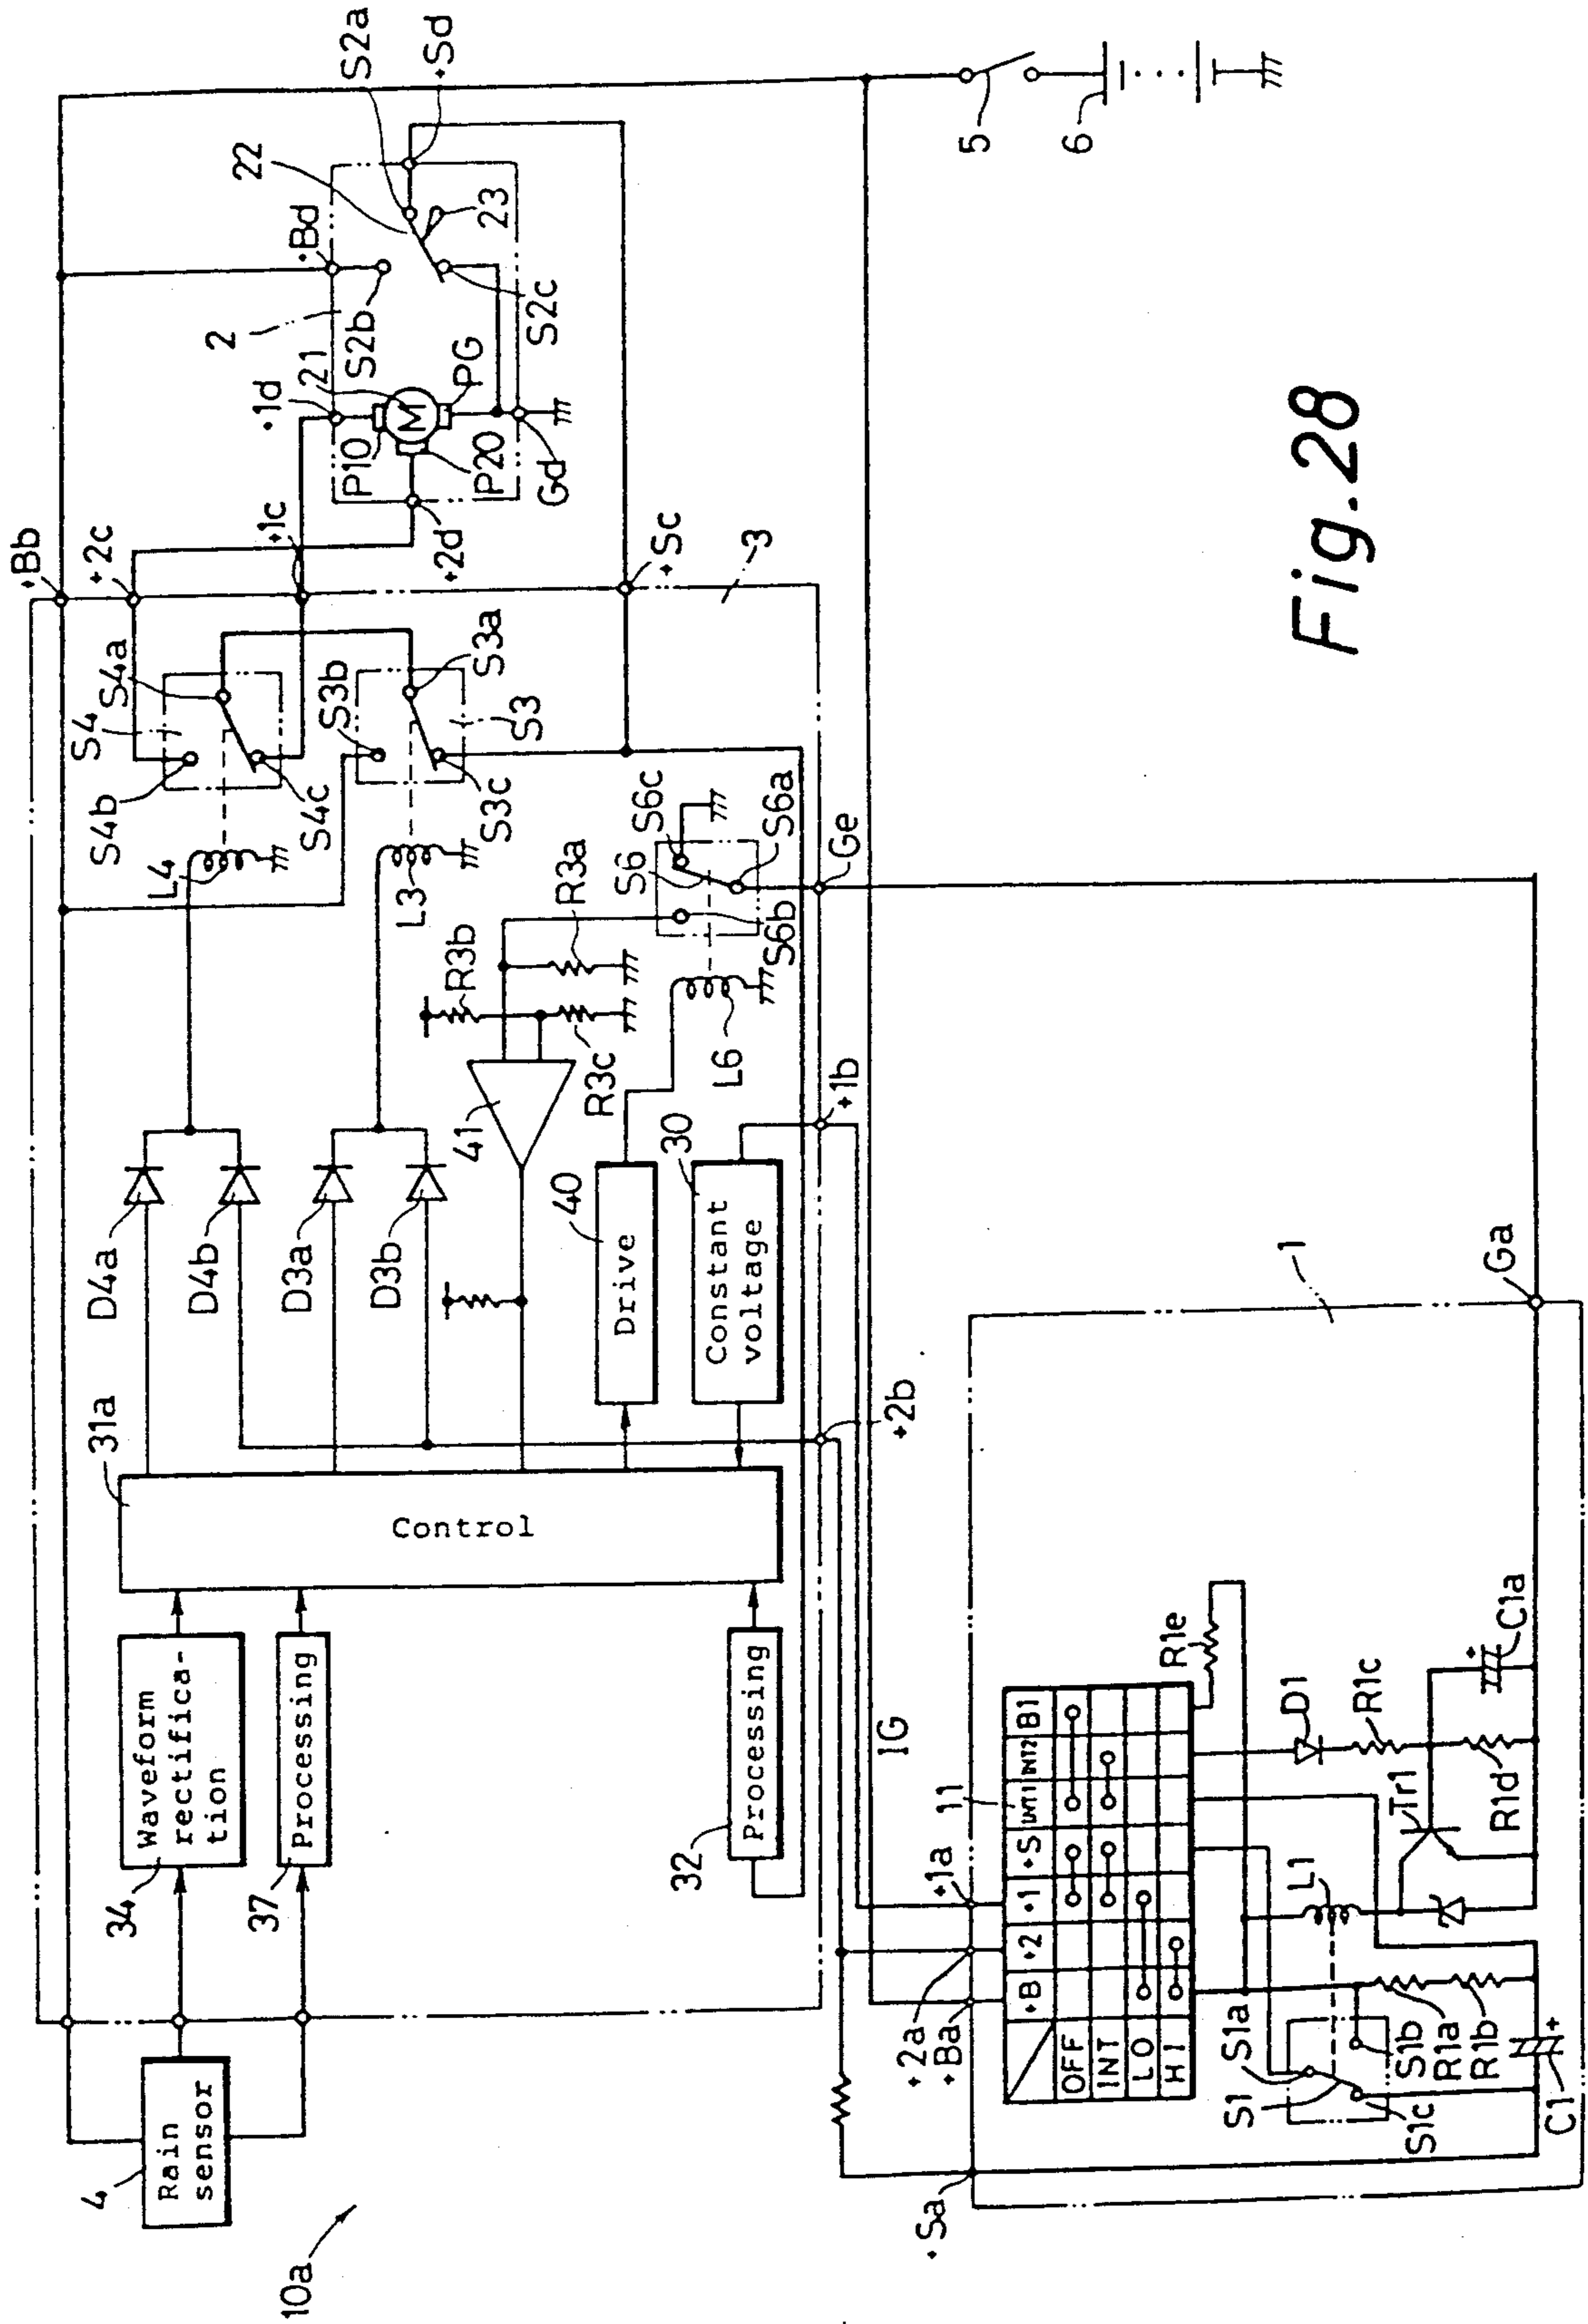 10a
4
Rain
sensor
34
Waveform
rectifica-
tion
37
Processing
32
Processing
31a
Control
D4a
D4b
D3a
D3b
41
40
Drive
30
Constant
voltage
L4
L3
L6
R3b
R3a
R3c
S4
S4a
S4b
S4c
S3b
S3a
S3
S3c
S6
S6c
S6a
S6b
+Bb
+2c
+1c
+Sc
3
Ge
+1b
+2b
2
+1d
21
P10
M
PG
P20
+2d
Gd
+Bd
S2b
22
S2a
+Sd
23
S2c
5
6
IG
1
11
+Sa
+2a
+Ba
+1a
+B +2 +1 +S INT1 INT2 B1
OFF
INT
LO
HI
R1e
S1a
S1
S1b
S1c
R1a
R1b
C1
L1
Tr1
D1
R1c
R1d
C1a
Ga
Fig.28